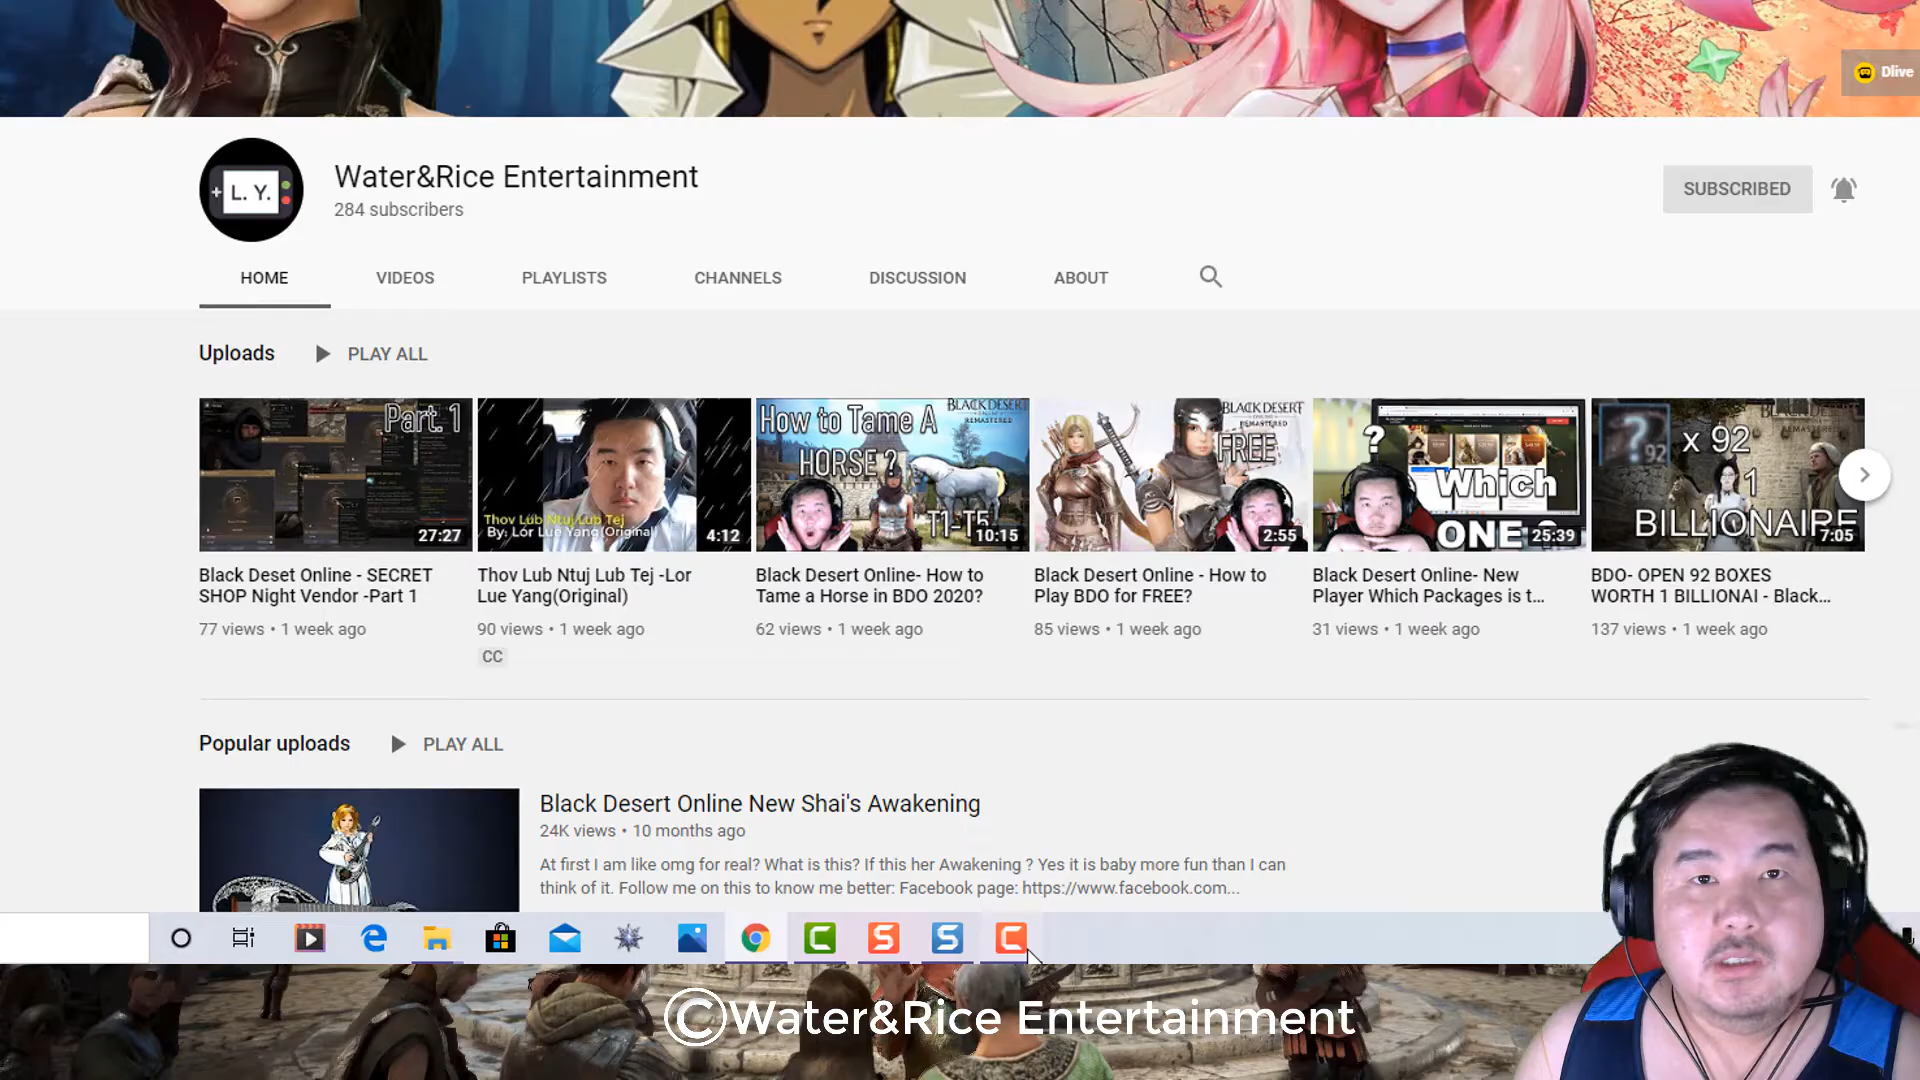 Dlive
L. Y.
Water&Rice Entertainment
284 subscribers
SUBSCRIBED
HOME
VIDEOS
PLAYLISTS
CHANNELS
DISCUSSION
ABOUT
Uploads
PLAY ALL
Part.1
27:27
Thov Lub Ntuj Lub Tej
By: Lor Lue Yang(Original)
4:12
How to Tame A
HORSE ?
BLACK DESERT
REMASTERED
T1-T5
10:15
BLACK DESERT
REMASTERED
FREE
2:55
?
Which
ONE ?
25:39
?
92
x 92
1
BILLIONAIRE
7:05
Black Deset Online - SECRET
SHOP Night Vendor -Part 1
77 views • 1 week ago
Thov Lub Ntuj Lub Tej -Lor
Lue Yang(Original)
90 views • 1 week ago
CC
Black Desert Online- How to
Tame a Horse in BDO 2020?
62 views • 1 week ago
Black Desert Online - How to
Play BDO for FREE?
85 views • 1 week ago
Black Desert Online- New
Player Which Packages is t...
31 views • 1 week ago
BDO- OPEN 92 BOXES
WORTH 1 BILLIONAI - Black...
137 views • 1 week ago
Popular uploads
PLAY ALL
Black Desert Online New Shai's Awakening
24K views • 10 months ago
At first I am like omg for real? What is this? If this her Awakening ? Yes it is baby more fun than I can
think of it. Follow me on this to know me better: Facebook page: https://www.facebook.com...
©Water&Rice Entertainment